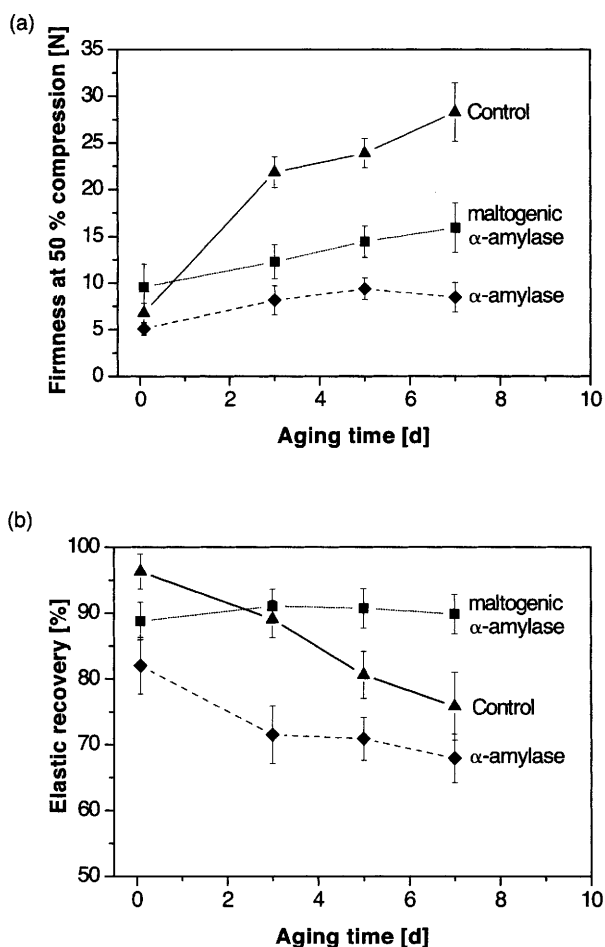 (a)
Firmness at 50 % compression [N]
35
30
25
20
15
10
5
0
Control
maltogenic
α-amylase
α-amylase
0 2 4 6 8 10
Aging time [d]
(b)
Elastic recovery [%]
100
90
80
70
60
50
maltogenic
α-amylase
Control
α-amylase
0 2 4 6 8 10
Aging time [d]